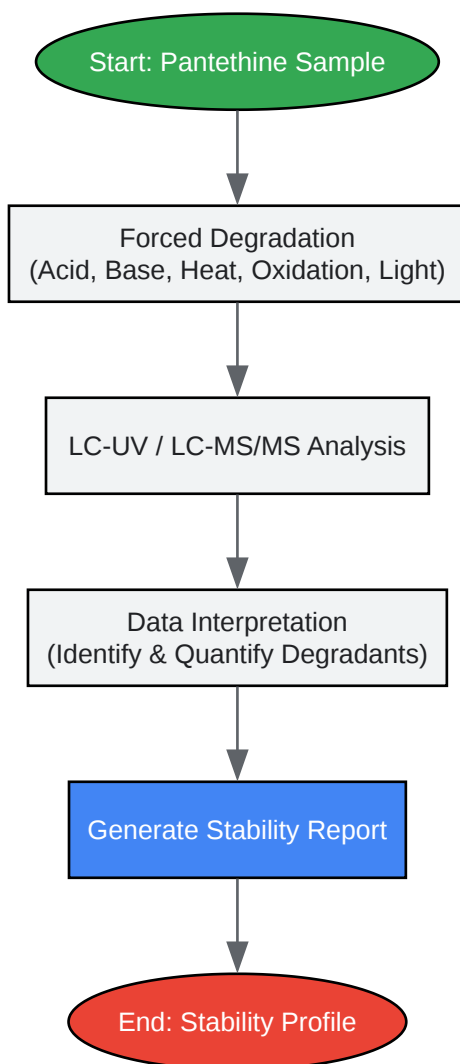 Start: Pantethine Sample
Forced Degradation
(Acid, Base, Heat, Oxidation, Light)
LC-UV / LC-MS/MS Analysis
Data Interpretation
(Identify & Quantify Degradants)
Generate Stability Report
End: Stability Profile